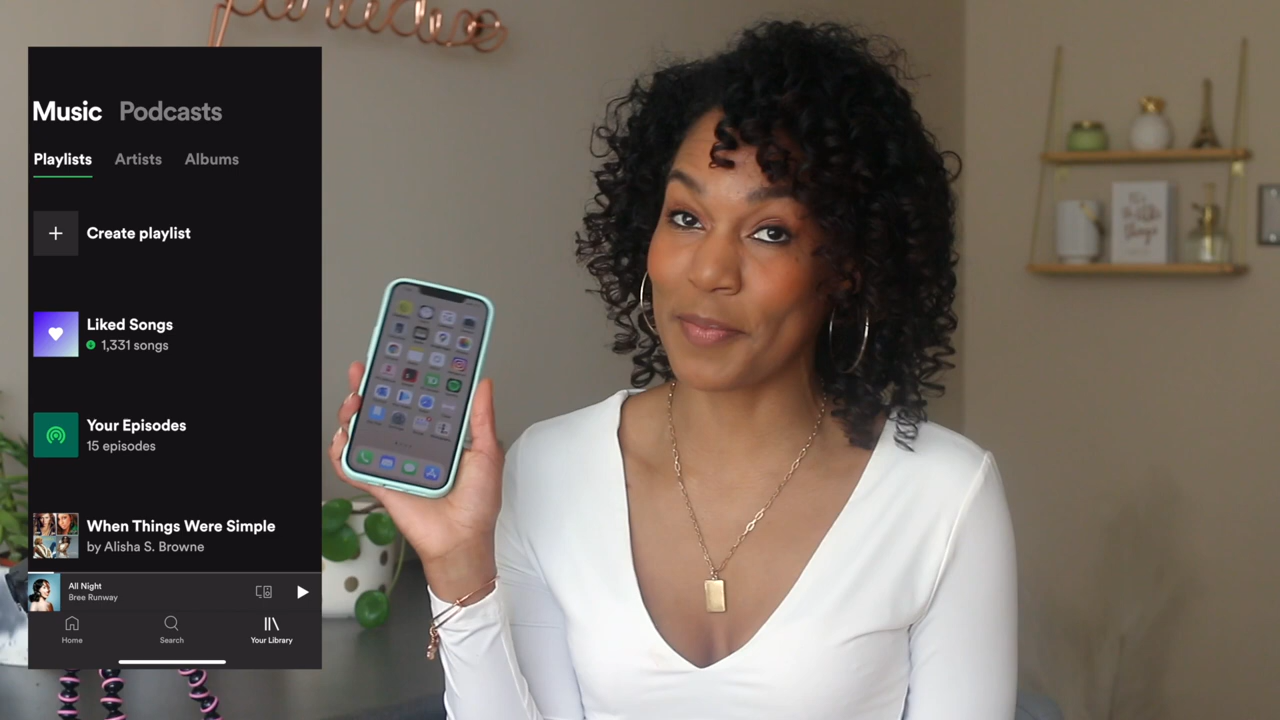 Music Podcasts
Playlists Artists Albums
Create playlist
Liked Songs
1,331 songs
Your Episodes
15 episodes
When Things Were Simple
by Alisha S. Browne
All Night
Bree Runway
Home Search Your Library